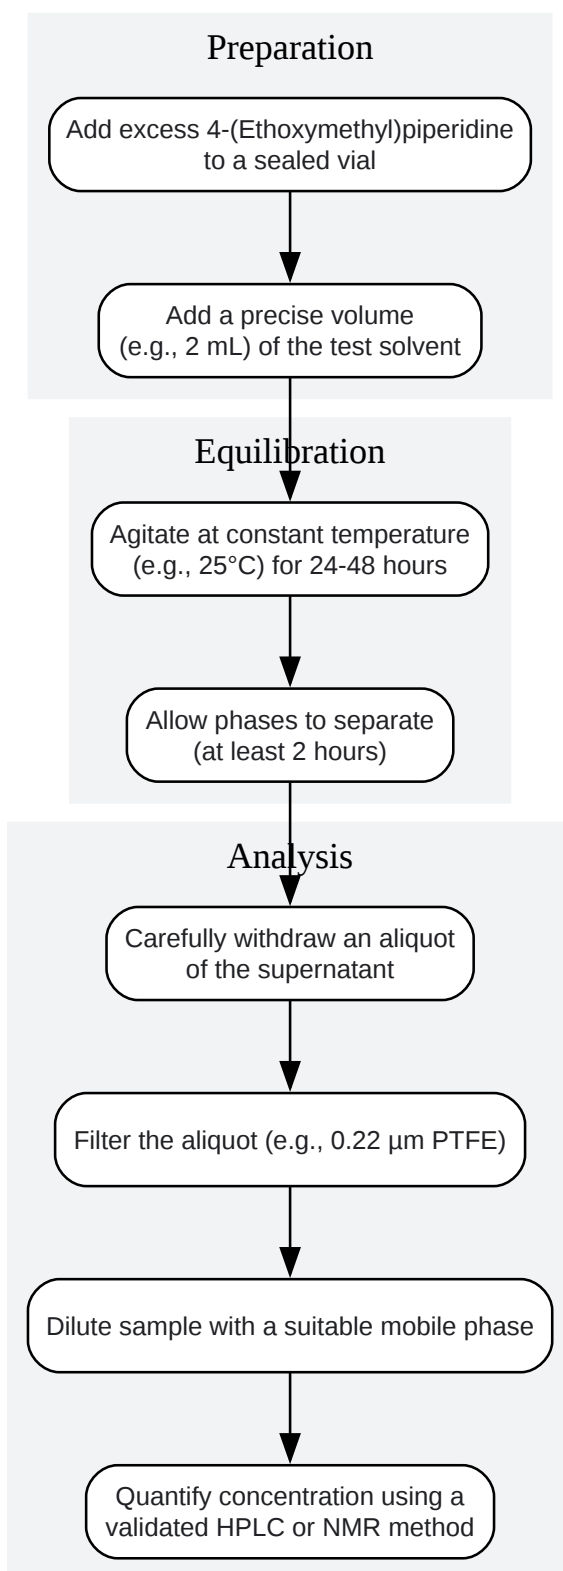 Preparation
Add excess 4-(Ethoxymethyl)piperidine
to a sealed vial
Add a precise volume
(e.g., 2 mL) of the test solvent
Equilibration
Agitate at constant temperature
(e.g., 25°C) for 24-48 hours
Allow phases to separate
(at least 2 hours)
Analysis
Carefully withdraw an aliquot
of the supernatant
Filter the aliquot (e.g., 0.22 µm PTFE)
Dilute sample with a suitable mobile phase
Quantify concentration using a
validated HPLC or NMR method